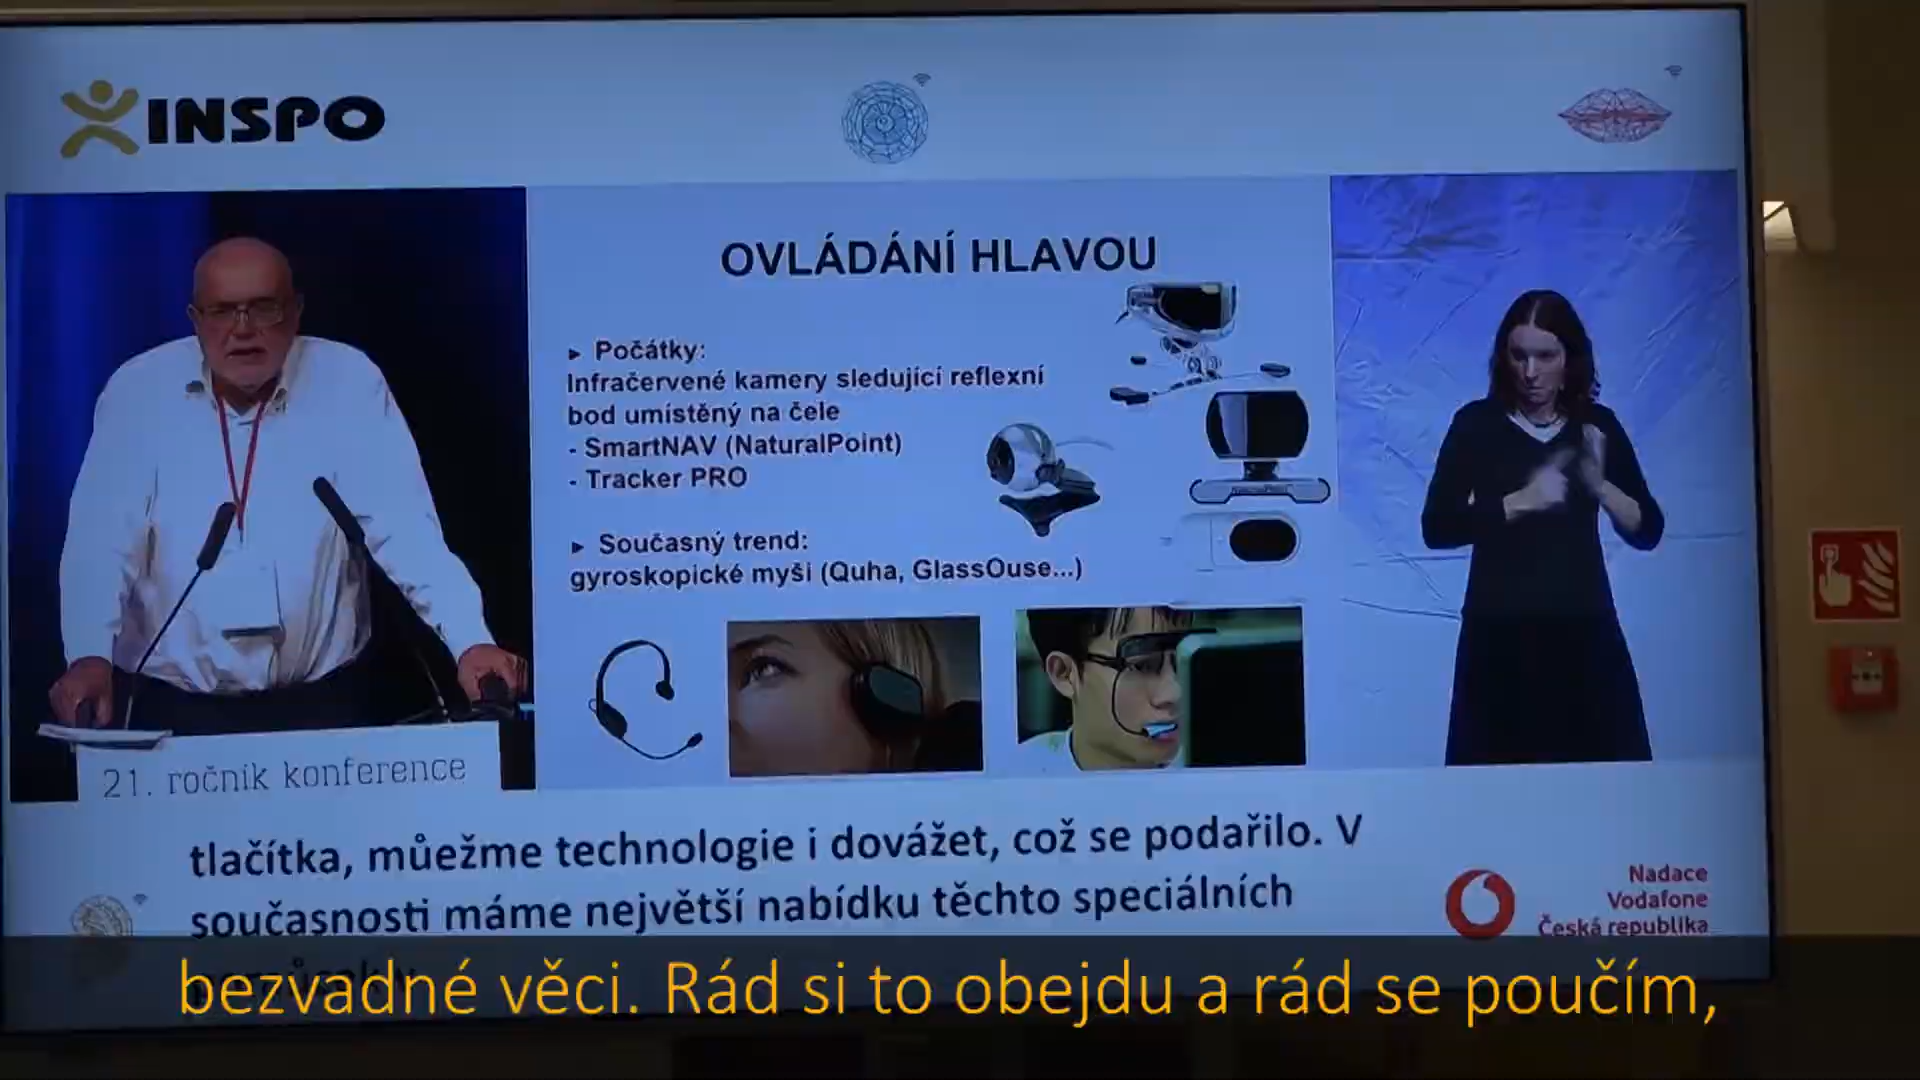 INSPO
OVLÁDÁNÍ HLAVOU
► Počátky:
Infračervené kamery sledující reflexní
bod umístěný na čele
- SmartNAV (NaturalPoint)
- Tracker PRO
► Současný trend:
gyroskopické myši (Quha, GlassOuse...)
21. ročník konference
tlačítka, můežme technologie i dovážet, což se podařilo. V
současnosti máme největší nabídku těchto speciálních
Nadace
Vodafone
Česká republika
bezvadné věci. Rád si to obejdu a rád se poučím,